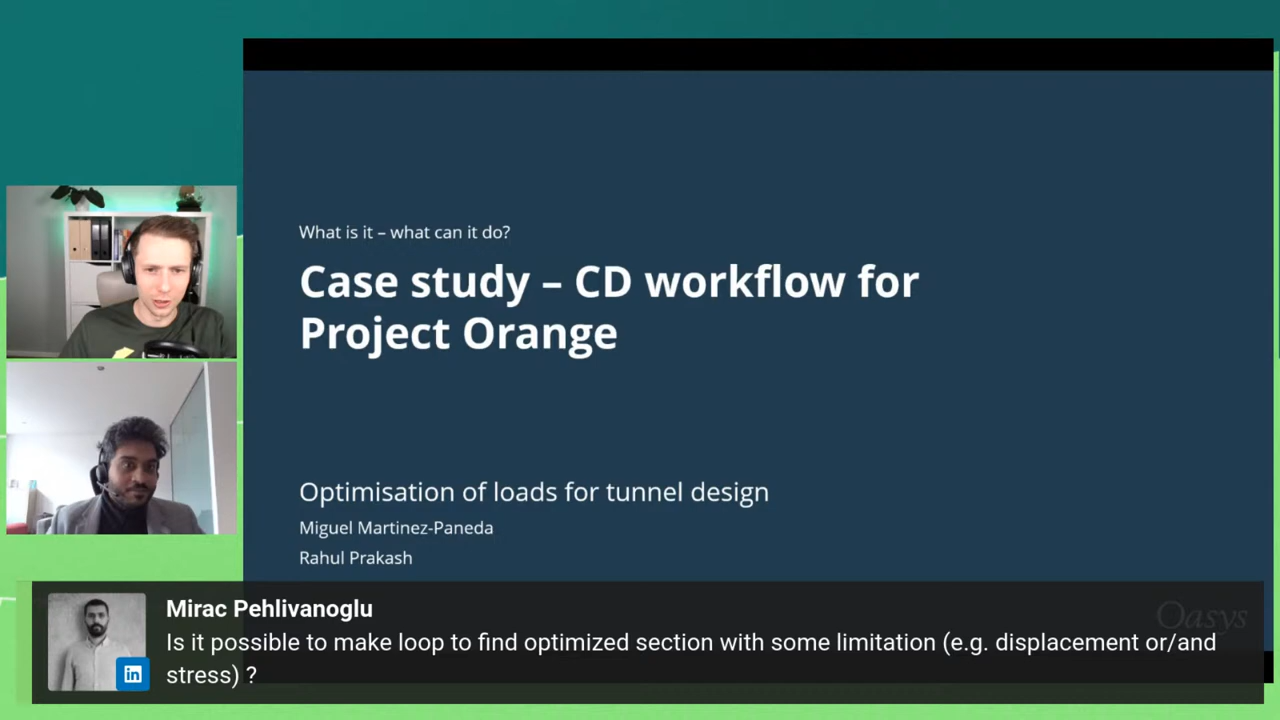 What is it – what can it do?
Case study – CD workflow for
Project Orange
Optimisation of loads for tunnel design
Miguel Martinez-Paneda
Rahul Prakash
Oasys
Mirac Pehlivanoglu
Is it possible to make loop to find optimized section with some limitation (e.g. displacement or/and
stress) ?
in